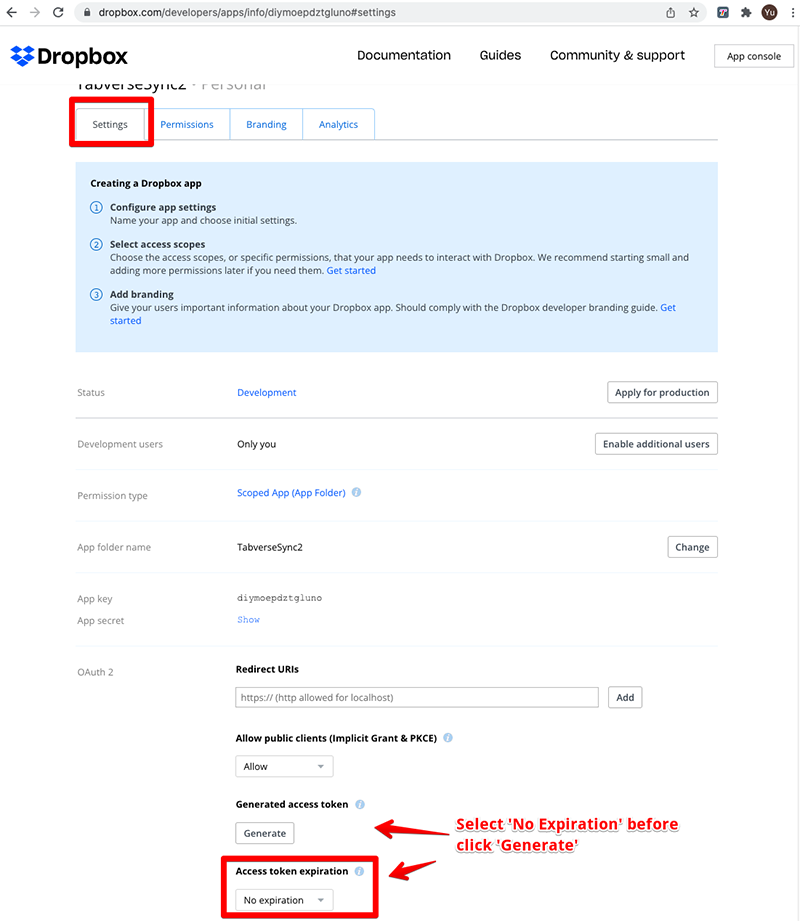 dropbox.com/developers/apps/info/diymoepdztgluno#settings
Yu
Dropbox
Documentation
Guides
Community & support
App console
TabverseSync2 · Personal
Settings
Permissions
Branding
Analytics
Creating a Dropbox app
1 Configure app settings
Name your app and choose initial settings.
2 Select access scopes
Choose the access scopes, or specific permissions, that your app needs to interact with Dropbox. We recommend starting small and
adding more permissions later if you need them. Get started
3 Add branding
Give your users important information about your Dropbox app. Should comply with the Dropbox developer branding guide. Get
started
Status
Development
Apply for production
Development users
Only you
Enable additional users
Permission type
Scoped App (App Folder)
App folder name
TabverseSync2
Change
App key
diymoepdztgluno
App secret
Show
OAuth 2
Redirect URIs
https:// (http allowed for localhost)
Add
Allow public clients (Implicit Grant & PKCE)
Allow
Generated access token
Generate
Select 'No Expiration' before
click 'Generate'
Access token expiration
No expiration